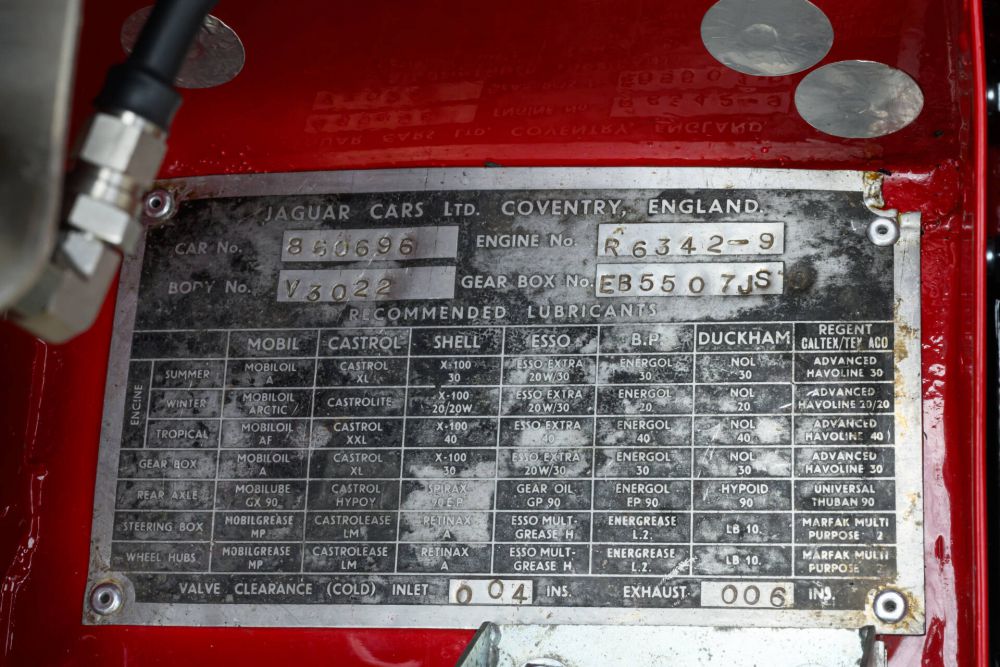 JAGUAR CARS LTD. COVENTRY, ENGLAND.
CAR No. 860696 ENGINE No. R6342-9
BODY No. V3022 GEAR BOX No. EB5507JS
RECOMMENDED LUBRICANTS
MOBIL CASTROL SHELL ESSO B.P DUCKHAM REGENT CALTEX/TEXACO
ENGINE
SUMMER MOBILOIL A CASTROL XL X-100 30 ESSO EXTRA 20W/30 ENERGOL 30 NOL 30 ADVANCED HAVOLINE 30
WINTER MOBILOIL ARCTIC CASTROLITE X-100 20/20W ESSO EXTRA 20W/30 ENERGOL 20 NOL 20 ADVANCED HAVOLINE 20/20
TROPICAL MOBILOIL AF CASTROL XXL X-100 40 ESSO EXTRA 40 ENERGOL 40 NOL 40 ADVANCED HAVOLINE 40
GEAR BOX MOBILOIL A CASTROL XL X-100 30 ESSO EXTRA 20W/30 ENERGOL 30 NOL 30 ADVANCED HAVOLINE 30
REAR AXLE MOBILUBE GX 90 CASTROL HYPOY SPIRAX 90 E.P. GEAR OIL GP 90 ENERGOL EP 90 HYPOID 90 UNIVERSAL THUBAN 90
STEERING BOX MOBILGREASE MP CASTROLEASE LM RETINAX A ESSO MULT- GREASE H ENERGREASE L.2. LB 10. MARFAK MULTI PURPOSE 2
WHEEL HUBS MOBILGREASE MP CASTROLEASE LM RETINAX A ESSO MULT- GREASE H ENERGREASE L.2. LB 10. MARFAK MULTI PURPOSE 2
VALVE CLEARANCE (COLD) INLET 004 INS. EXHAUST. 006 INS.